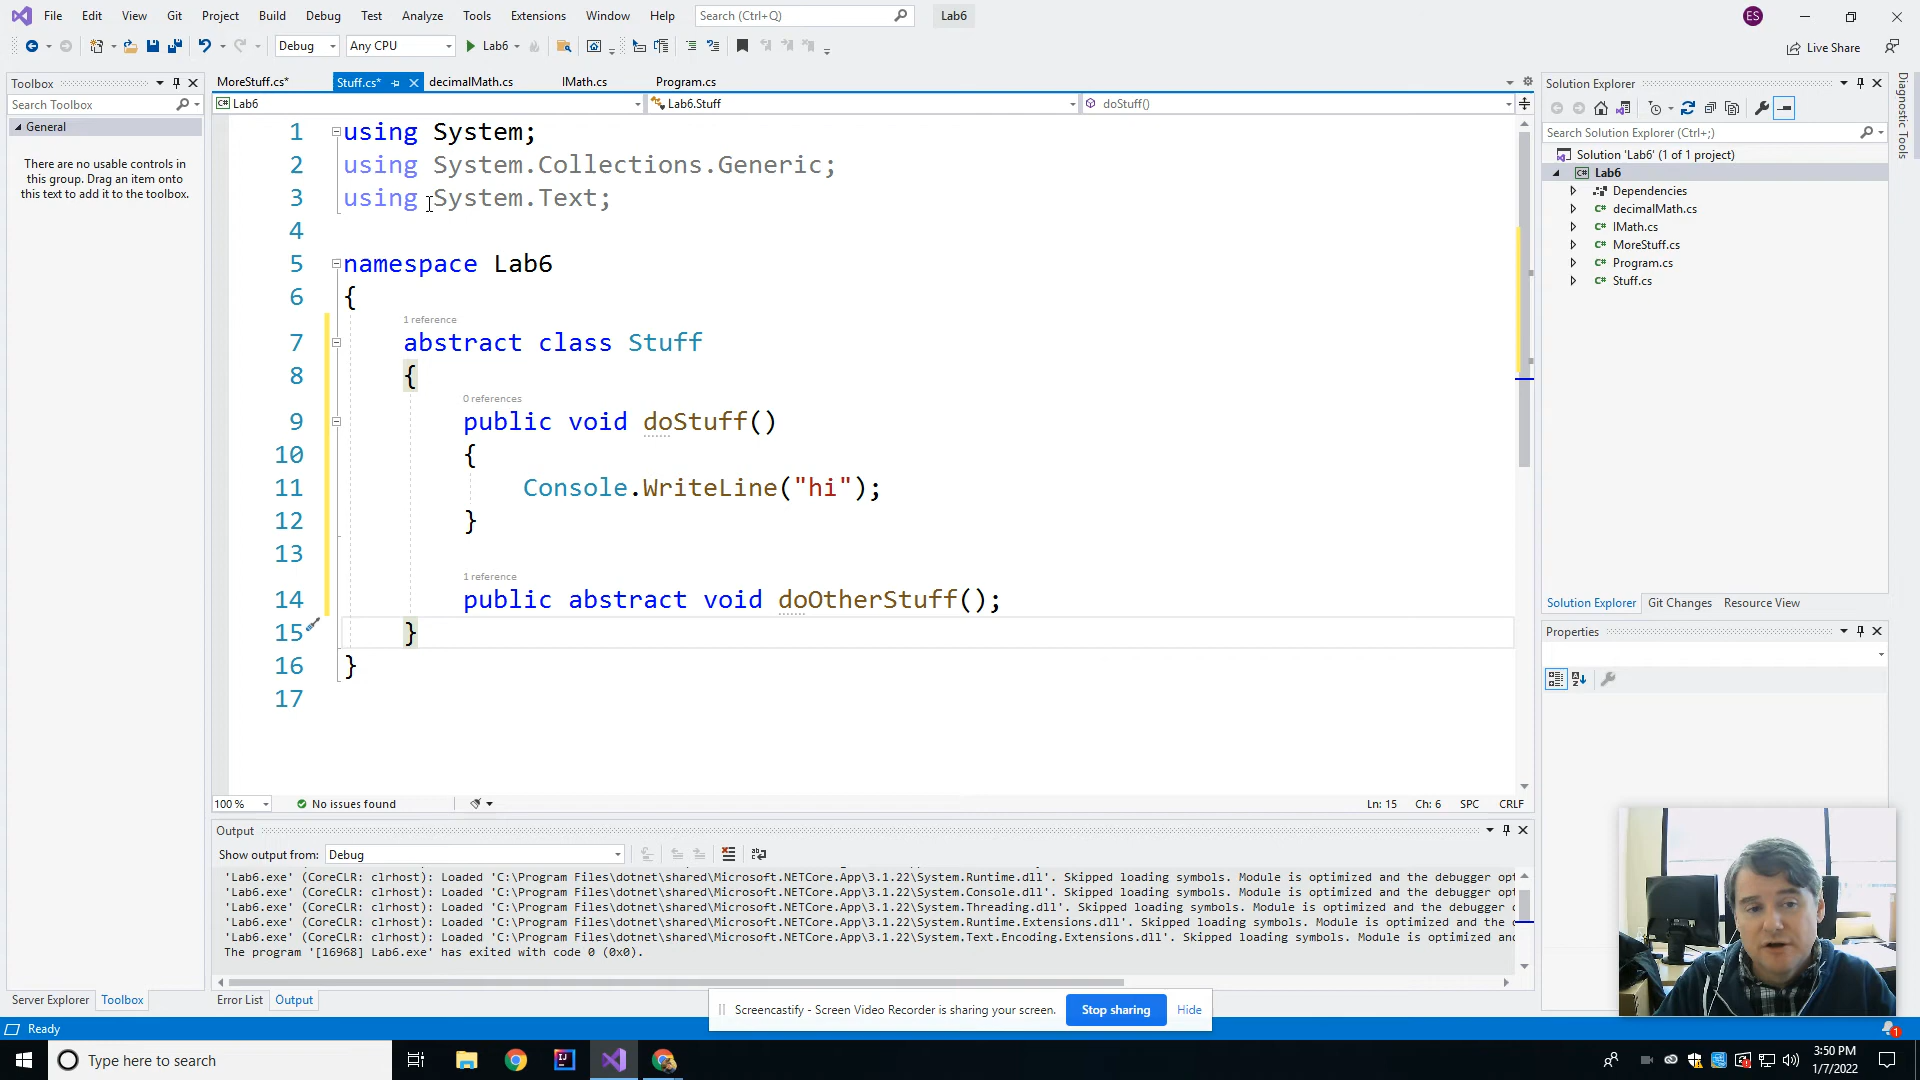 File Edit View Git Project Build Debug Test Analyze Tools Extensions Window Help Search (Ctrl+Q) Lab6 ES
Debug Any CPU Lab6 Live Share
Toolbox
Search Toolbox
General
There are no usable controls in
this group. Drag an item onto
this text to add it to the toolbox.
MoreStuff.cs* Stuff.cs* decimalMath.cs IMath.cs Program.cs
Lab6 Lab6.Stuff doStuff()
1 using System;
2 using System.Collections.Generic;
3 using System.Text;
4
5 namespace Lab6
6 {
1 reference
7 abstract class Stuff
8 {
0 references
9 public void doStuff()
10 {
11 Console.WriteLine("hi");
12 }
13
1 reference
14 public abstract void doOtherStuff();
15 }
16 }
17
100 % No issues found Ln: 15 Ch: 6 SPC CRLF
Output
Show output from: Debug
'Lab6.exe' (CoreCLR: clrhost): Loaded 'C:\Program Files\dotnet\shared\Microsoft.NETCore.App\3.1.22\System.Runtime.dll'. Skipped loading symbols. Module is optimized and the debugger opt
'Lab6.exe' (CoreCLR: clrhost): Loaded 'C:\Program Files\dotnet\shared\Microsoft.NETCore.App\3.1.22\System.Console.dll'. Skipped loading symbols. Module is optimized and the debugger opt
'Lab6.exe' (CoreCLR: clrhost): Loaded 'C:\Program Files\dotnet\shared\Microsoft.NETCore.App\3.1.22\System.Threading.dll'. Skipped loading symbols. Module is optimized and the debugger
'Lab6.exe' (CoreCLR: clrhost): Loaded 'C:\Program Files\dotnet\shared\Microsoft.NETCore.App\3.1.22\System.Runtime.Extensions.dll'. Skipped loading symbols. Module is optimized and the
'Lab6.exe' (CoreCLR: clrhost): Loaded 'C:\Program Files\dotnet\shared\Microsoft.NETCore.App\3.1.22\System.Text.Encoding.Extensions.dll'. Skipped loading symbols. Module is optimized and
The program '[16968] Lab6.exe' has exited with code 0 (0x0).
Server Explorer Toolbox Error List Output
Solution Explorer
Search Solution Explorer (Ctrl+;)
Solution 'Lab6' (1 of 1 project)
Lab6
Dependencies
decimalMath.cs
IMath.cs
MoreStuff.cs
Program.cs
Stuff.cs
Solution Explorer Git Changes Resource View
Properties
Diagnostic Tools
Screencastify - Screen Video Recorder is sharing your screen. Stop sharing Hide
Ready 1
Type here to search
3:50 PM
1/7/2022